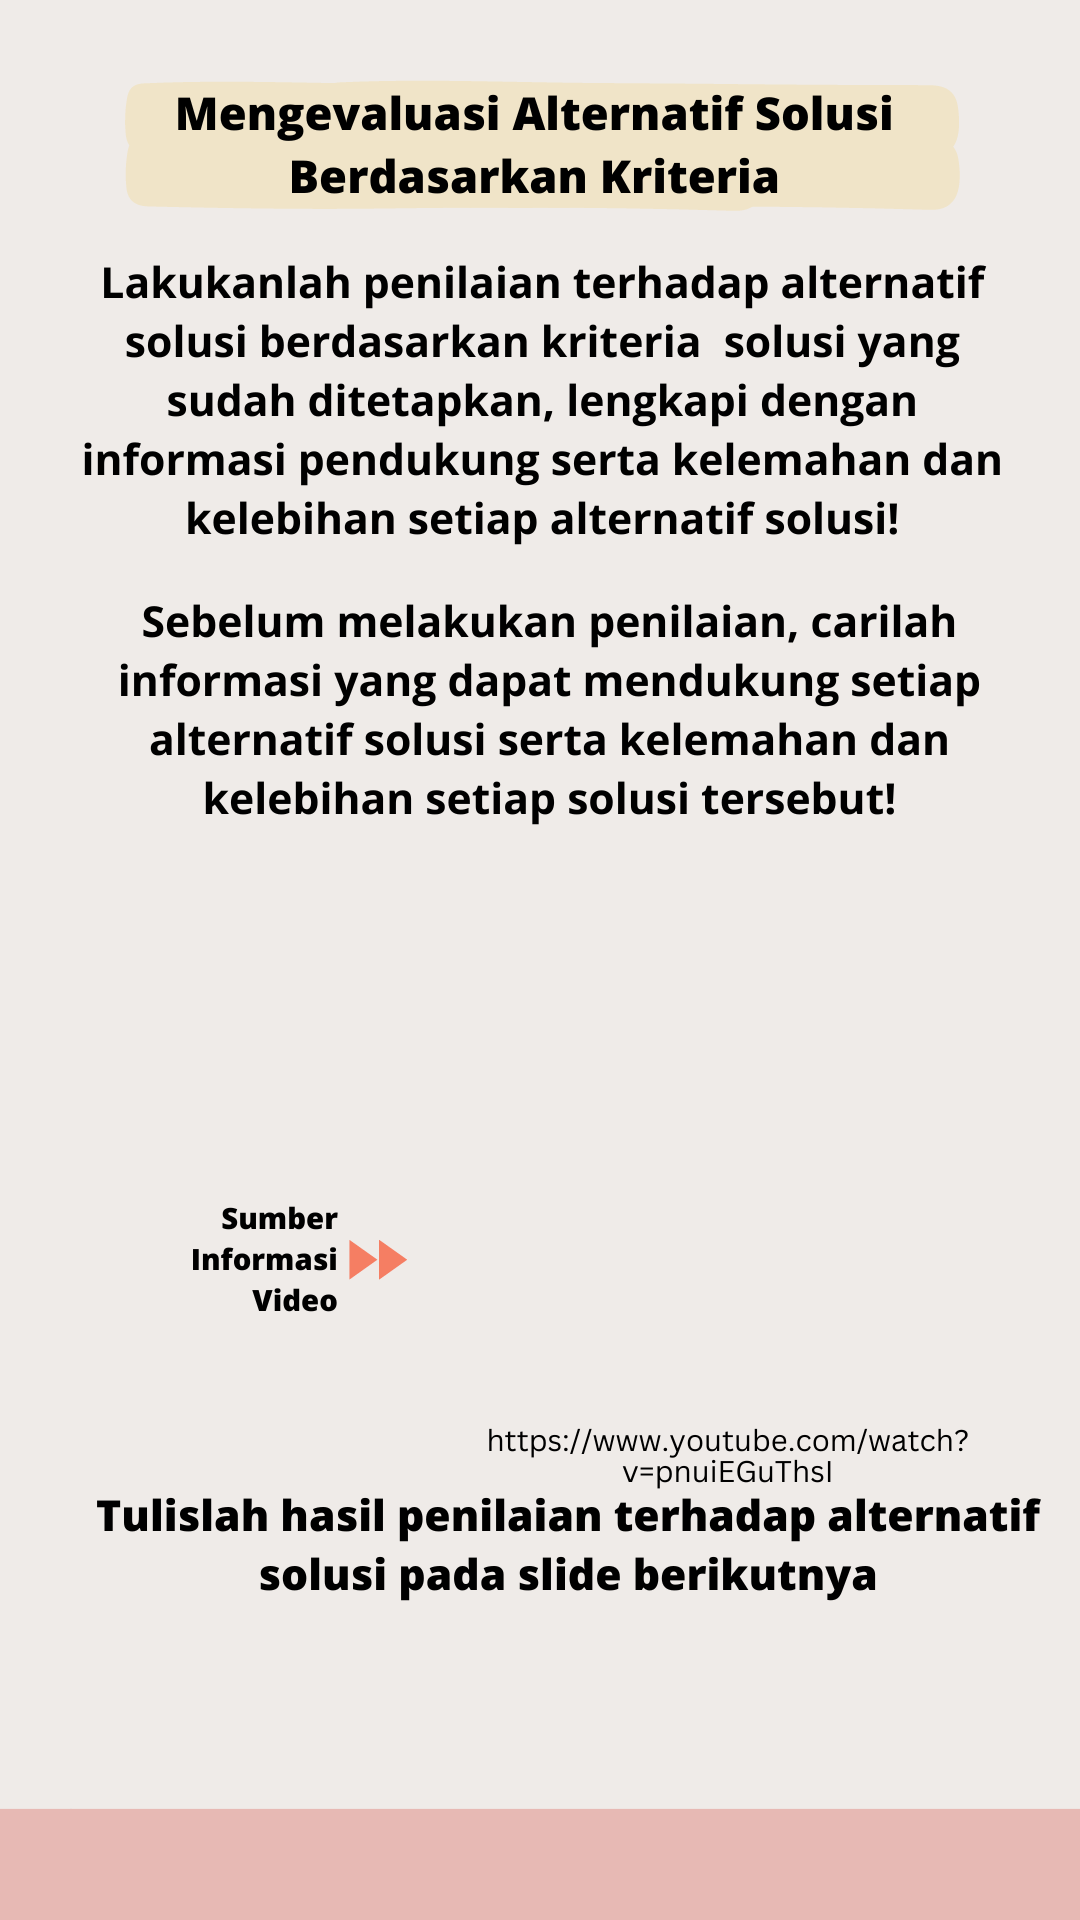 Mengevaluasi Alternatif Solusi
Berdasarkan Kriteria
Lakukanlah penilaian terhadap alternatif
solusi berdasarkan kriteria  solusi yang
sudah ditetapkan, lengkapi dengan
informasi pendukung serta kelemahan dan
kelebihan setiap alternatif solusi!
Sebelum melakukan penilaian, carilah
informasi yang dapat mendukung setiap
alternatif solusi serta kelemahan dan
kelebihan setiap solusi tersebut!
Sumber
Informasi
Video
https://www.youtube.com/watch?
v=pnuiEGuThsI
Tulislah hasil penilaian terhadap alternatif
solusi pada slide berikutnya